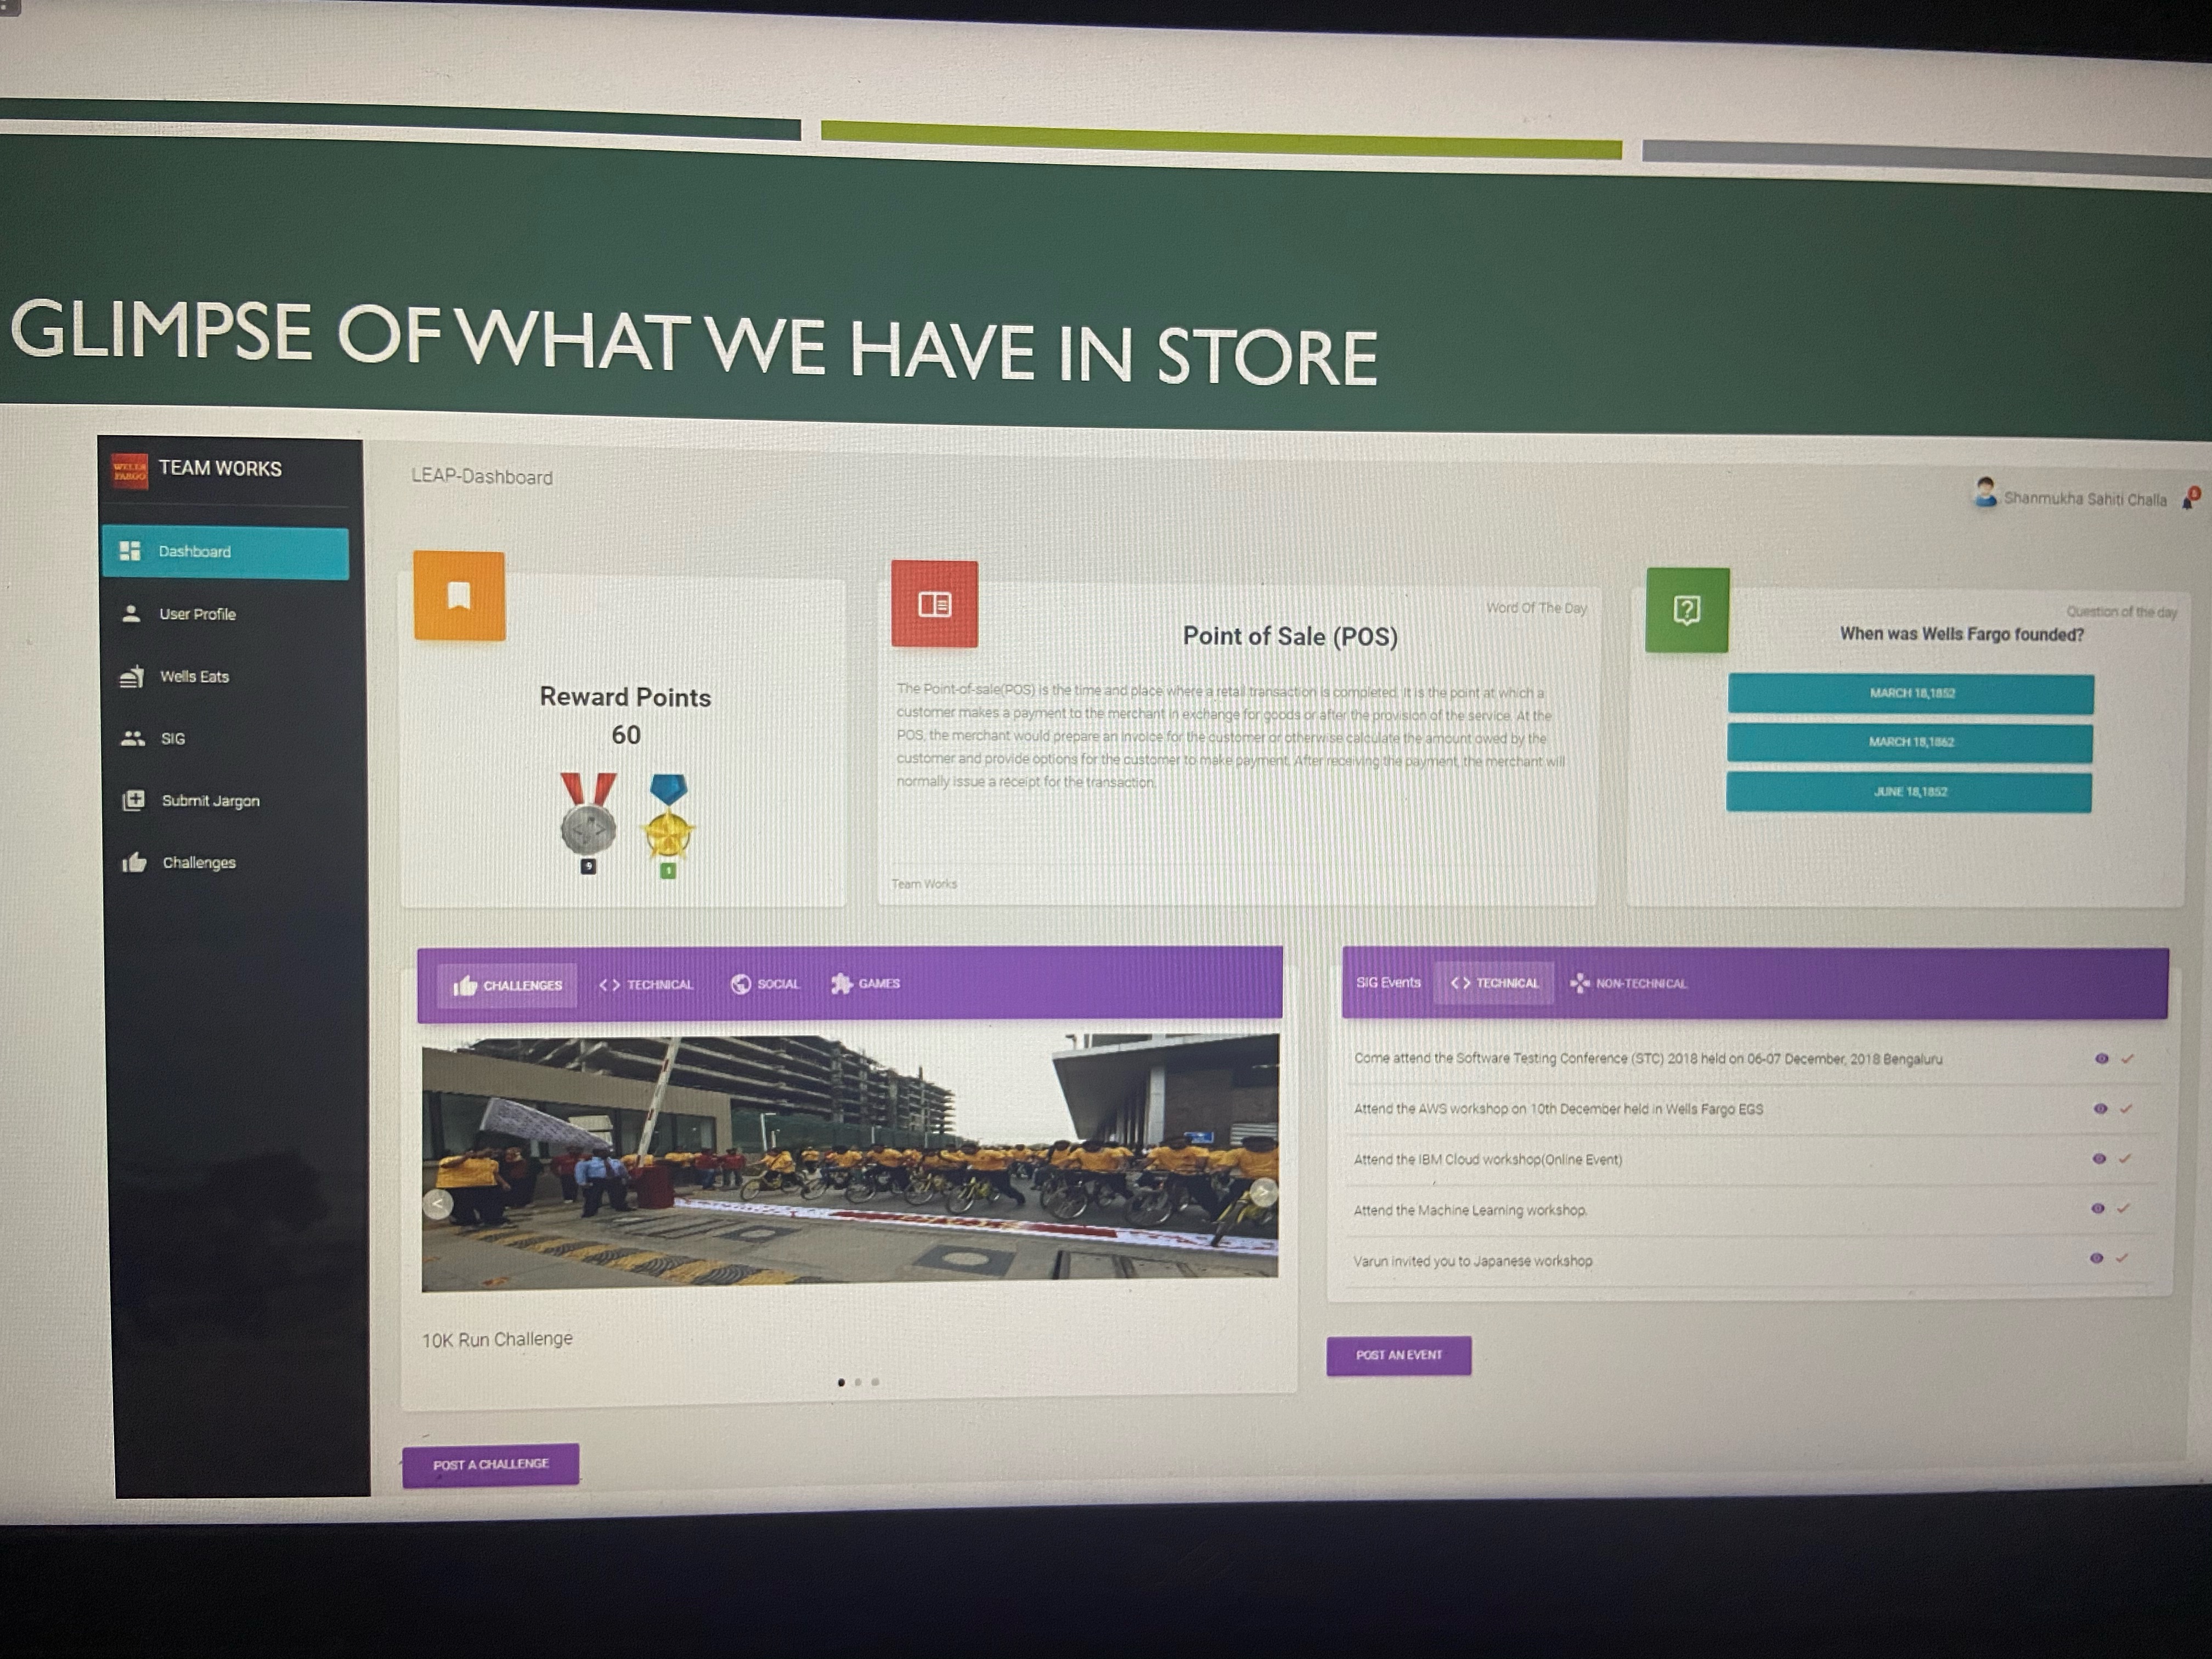 GLIMPSE OF WHAT WE HAVE IN STORE
WELLS
FARGO
TEAM WORKS
Dashboard
User Profile
Wells Eats
SIG
Submit Jargon
Challenges
LEAP-Dashboard
Shanmukha Sahiti Challa
Reward Points
60
9
1
Word Of The Day
Point of Sale (POS)
The Point-of-sale(POS) is the time and place where a retail transaction is completed. It is the point at which a
customer makes a payment to the merchant in exchange for goods or after the provision of the service. At the
POS, the merchant would prepare an invoice for the customer or otherwise calculate the amount owed by the
customer and provide options for the customer to make payment. After receiving the payment, the merchant will
normally issue a receipt for the transaction.
Team Works
Question of the day
When was Wells Fargo founded?
MARCH 18,1852
MARCH 18,1862
JUNE 18,1852
CHALLENGES
TECHNICAL
SOCIAL
GAMES
10K Run Challenge
POST A CHALLENGE
SIG Events
TECHNICAL
NON-TECHNICAL
Come attend the Software Testing Conference (STC) 2018 held on 06-07 December, 2018 Bengaluru
Attend the AWS workshop on 10th December held in Wells Fargo EGS
Attend the IBM Cloud workshop(Online Event)
Attend the Machine Learning workshop.
Varun invited you to Japanese workshop
POST AN EVENT